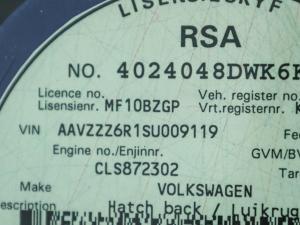 LISENSIESKYF
RSA
NO. 4024048DWK6
Licence no. Veh. register no.
Lisensienr. MF10BZGP Vrt.registernr.
VIN AAVZZZ6R1SU009119
Engine no./Enjinnr. GVM/BV
CLS872302
Make VOLKSWAGEN
escription Hatch back / Luikrug